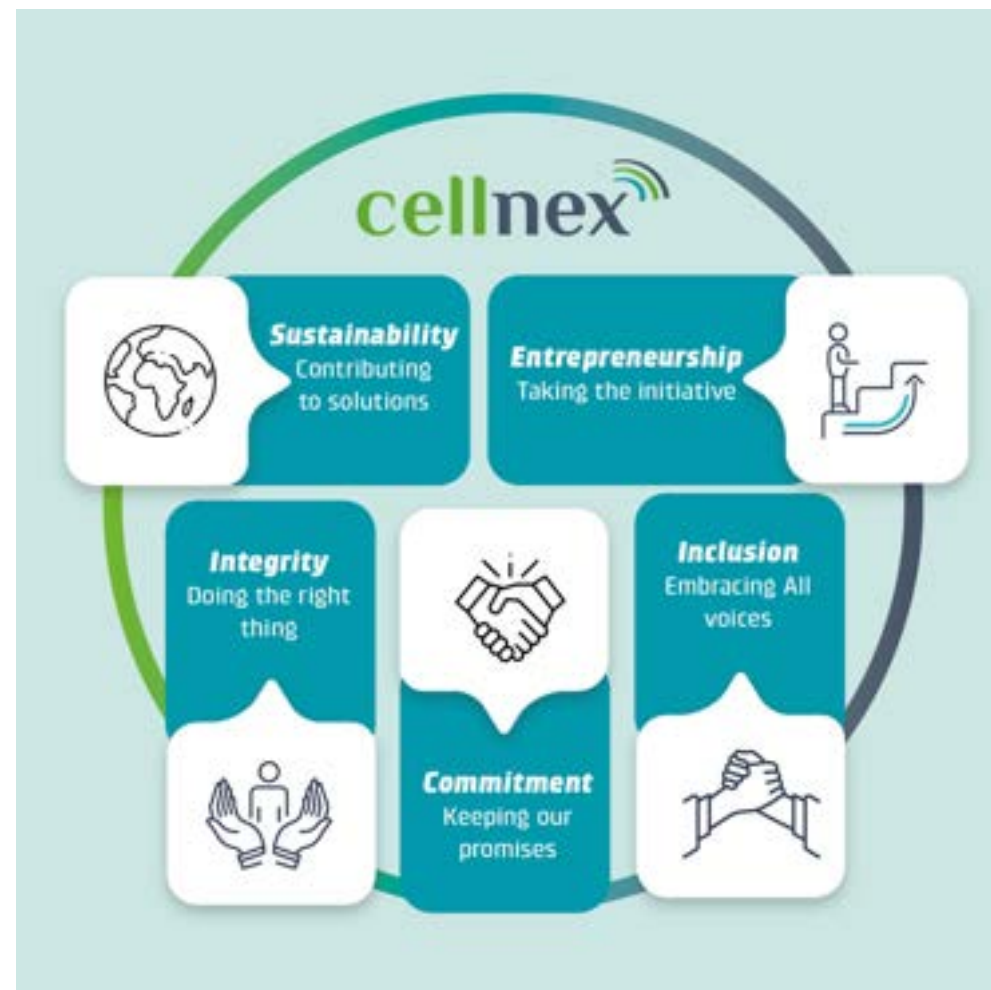 cellnex
Sustainability
Contributing
to solutions
Entrepreneurship
Taking the initiative
Integrity
Doing the right
thing
Commitment
Keeping our
promises
Inclusion
Embracing All
voices